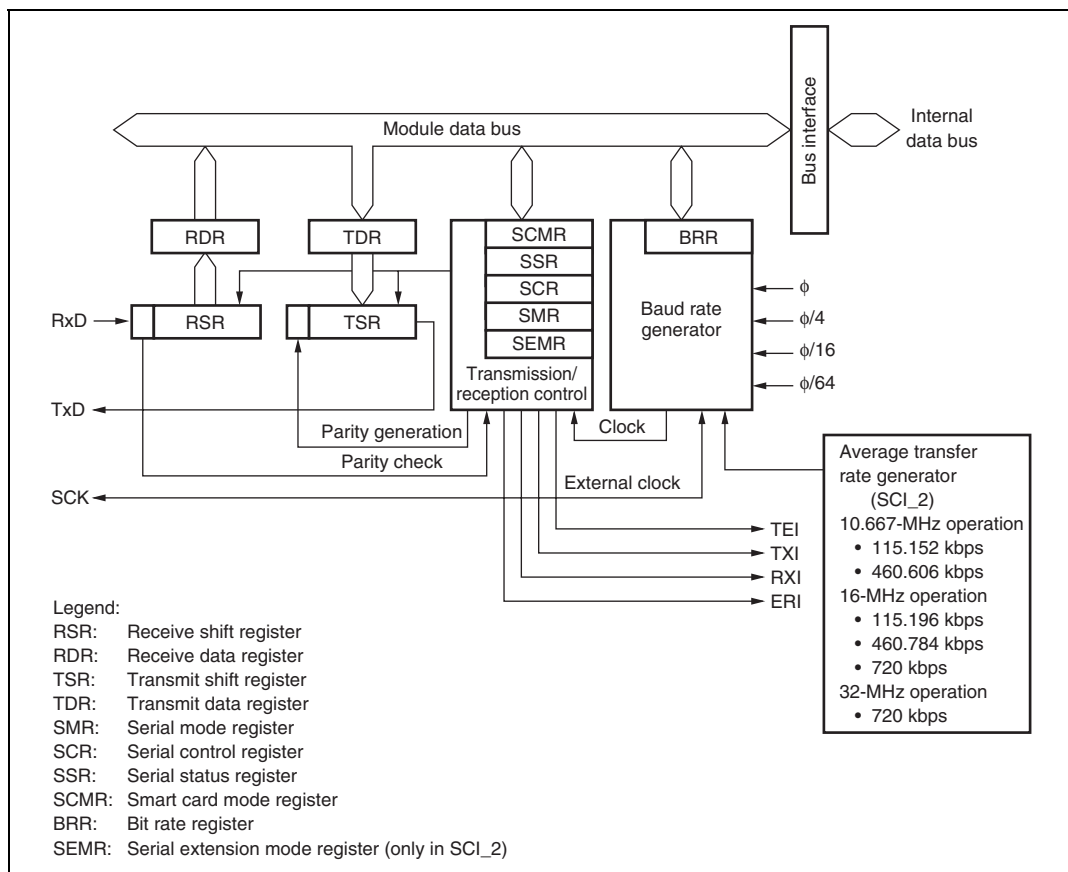 Module data bus
Bus interface
Internal
data bus
RDR
TDR
SCMR
SSR
SCR
SMR
SEMR
Transmission/
reception control
BRR
Baud rate
generator
ϕ
ϕ/4
ϕ/16
ϕ/64
RxD
RSR
TSR
TxD
Parity generation
Parity check
Clock
SCK
External clock
TEI
TXI
RXI
ERI
Average transfer
rate generator
(SCI_2)
10.667-MHz operation
• 115.152 kbps
• 460.606 kbps
16-MHz operation
• 115.196 kbps
• 460.784 kbps
• 720 kbps
32-MHz operation
• 720 kbps
Legend:
RSR: Receive shift register
RDR: Receive data register
TSR: Transmit shift register
TDR: Transmit data register
SMR: Serial mode register
SCR: Serial control register
SSR: Serial status register
SCMR: Smart card mode register
BRR: Bit rate register
SEMR: Serial extension mode register (only in SCI_2)